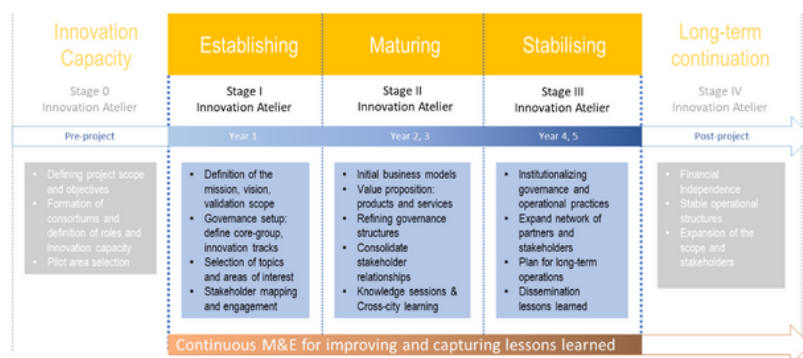 Innovation
Capacity
Establishing
Maturing
Stabilising
Long-term
continuation
Stage 0
Innovation Atelier
Stage I
Innovation Atelier
Stage II
Innovation Atelier
Stage III
Innovation Atelier
Stage IV
Innovation Atelier
Pre-project
Year 1
Year 2, 3
Year 4, 5
Post-project
• Defining project scope
and objectives
• Formation of
consortiums and
definition of roles and
Innovation capacity
• Pilot area selection
• Definition of the
mission, vision,
validation scope
• Governance setup:
define core-group,
innovation tracks
• Selection of topics
and areas of interest
• Stakeholder mapping
and engagement
• Initial business models
• Value proposition:
products and services
• Refining governance
structures
• Consolidate
stakeholder
relationships
• Knowledge sessions &
Cross-city learning
• Institutionalizing
governance and
operational practices
• Expand network of
partners and
stakeholders
• Plan for long-term
operations
• Dissemination
lessons learned
• Financial
Independence
• Stable operational
structures
• Expansion of the
scope and
stakeholders
Continuous M&E for improving and capturing lessons learned